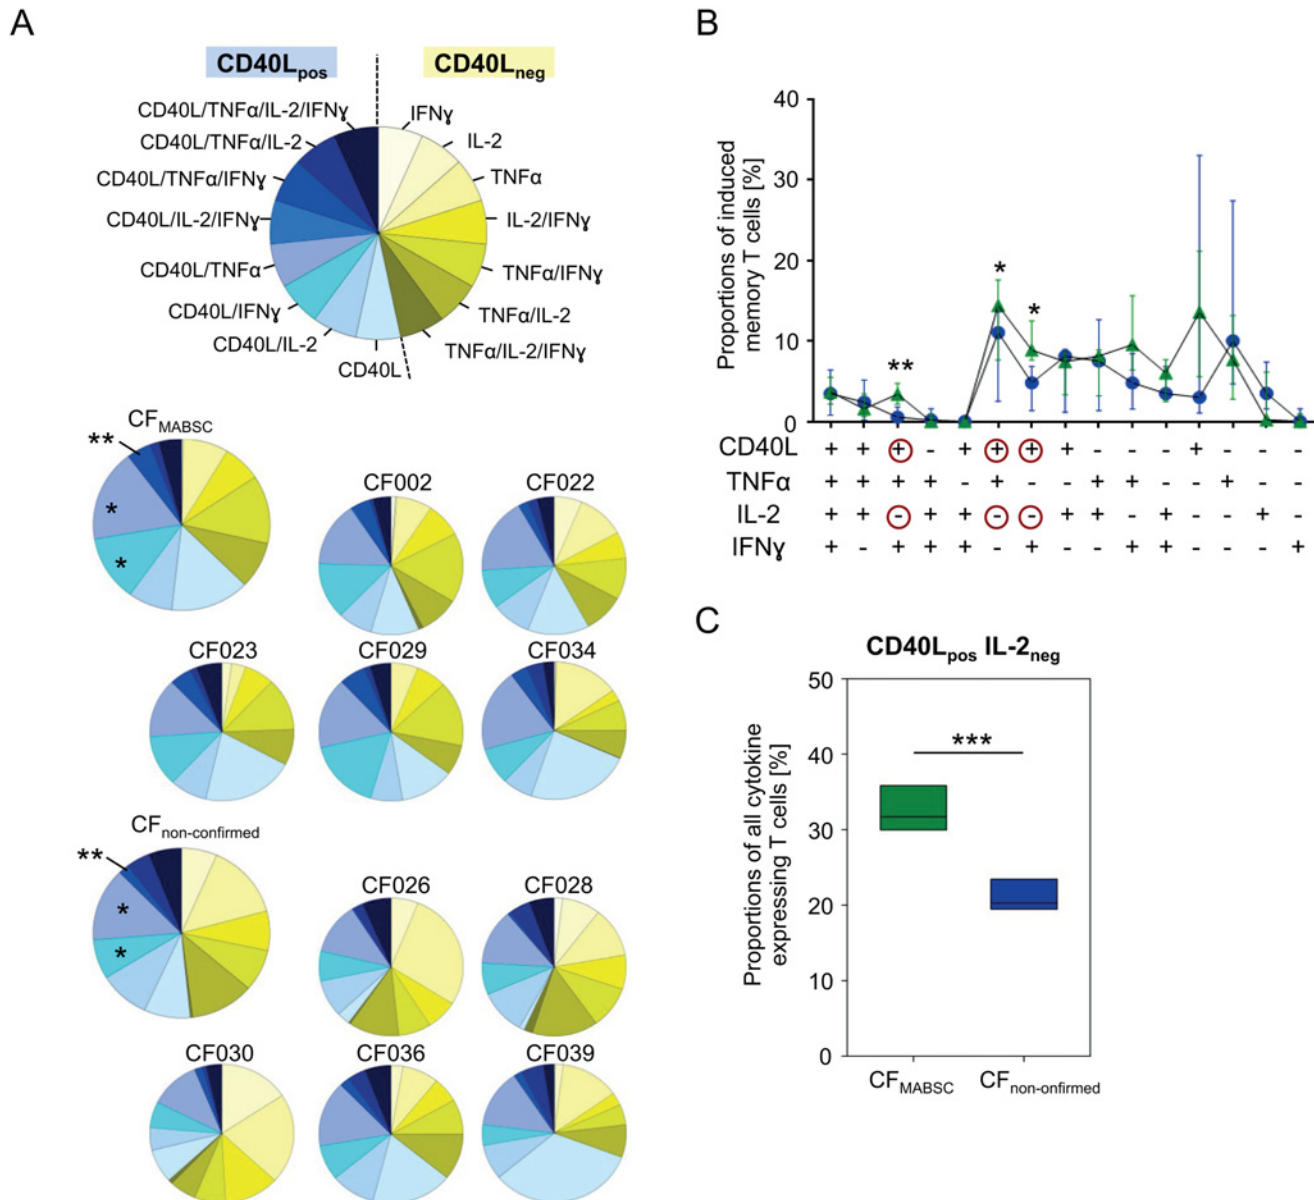 A
CD40Lpos
CD40Lneg
CD40L/TNFα/IL-2/IFNɣ
IFNɣ
CD40L/TNFα/IL-2
IL-2
CD40L/TNFα/IFNɣ
TNFα
CD40L/IL-2/IFNɣ
IL-2/IFNɣ
CD40L/TNFα
TNFα/IFNɣ
CD40L/IFNɣ
TNFα/IL-2
CD40L/IL-2
TNFα/IL-2/IFNɣ
CD40L
CFMABSC
**
*
*
CF002
CF022
CF023
CF029
CF034
CFnon-confirmed
**
*
*
CF026
CF028
CF030
CF036
CF039
B
Proportions of induced
memory T cells [%]
40
30
20
10
0
**
*
*
CD40L + + + - + + + + - - - + - - -
TNFα + + + + - + - - + + - - + - -
IL-2 + + - + + - - + + - + - - + -
IFNɣ + - + + + - + - - + + - - - +
C
CD40Lpos IL-2neg
Proportions of all cytokine
expressing T cells [%]
50
40
30
20
10
0
***
CFMABSC
CFnon-onfirmed